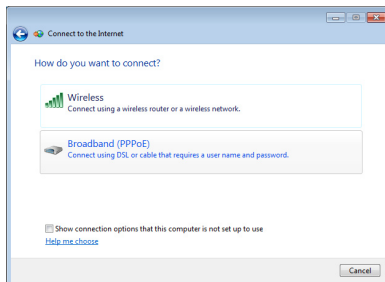 Connect to the Internet
How do you want to connect?
Wireless
Connect using a wireless router or a wireless network.
Broadband (PPPoE)
Connect using DSL or cable that requires a user name and password.
Show connection options that this computer is not set up to use
Help me choose
Cancel